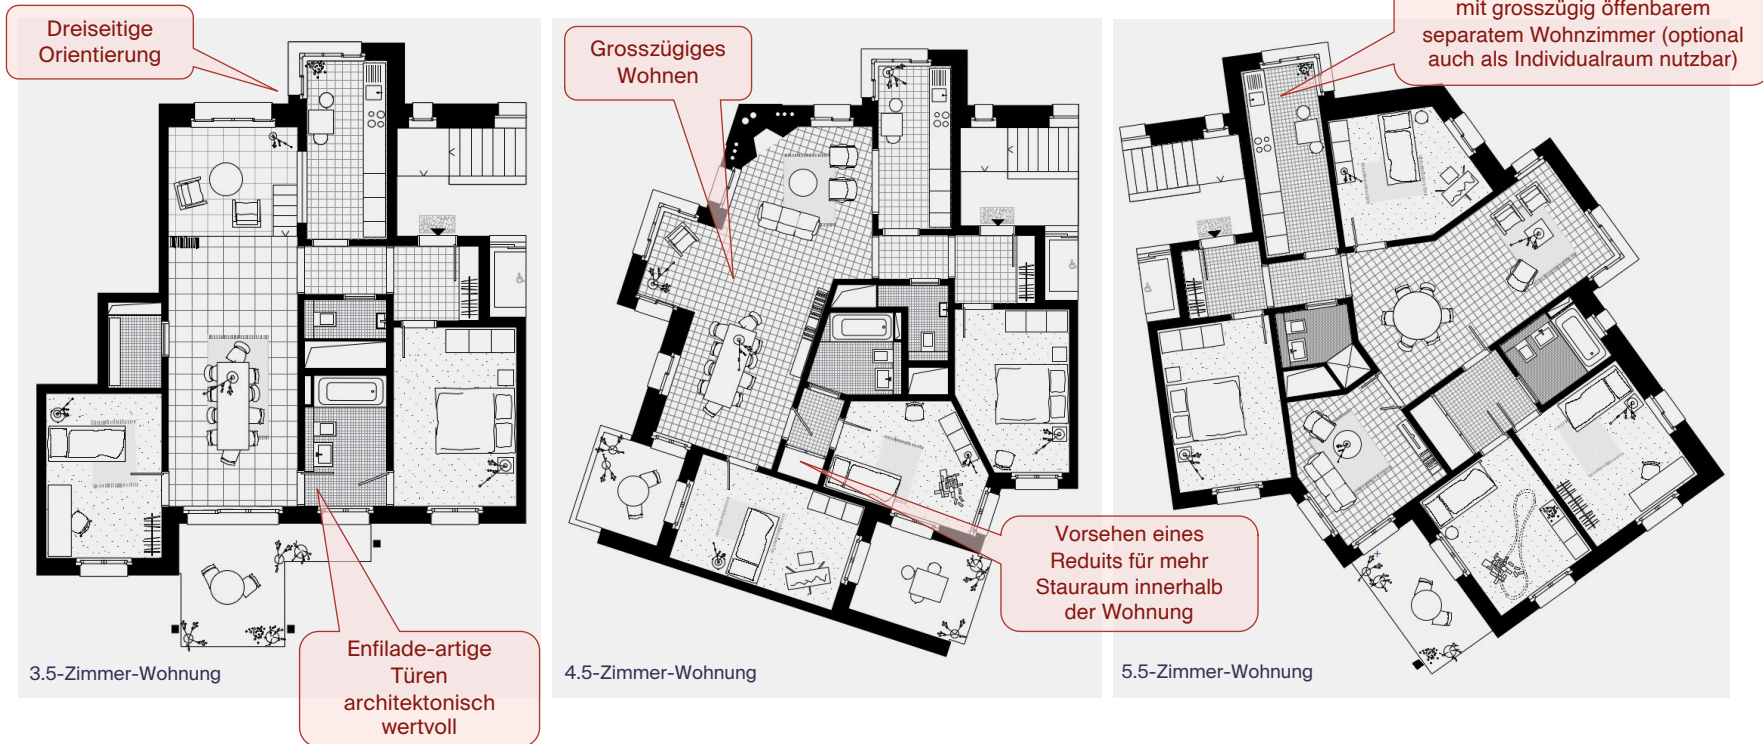 Dreiseitige
Orientierung
Grosszügiges
Wohnen
mit grosszügig öffenbarem
separatem Wohnzimmer (optional
auch als Individualraum nutzbar)
Vorsehen eines
Reduits für mehr
Stauraum innerhalb
der Wohnung
Enfilade-artige
Türen
architektonisch
wertvoll
3.5-Zimmer-Wohnung
4.5-Zimmer-Wohnung
5.5-Zimmer-Wohnung